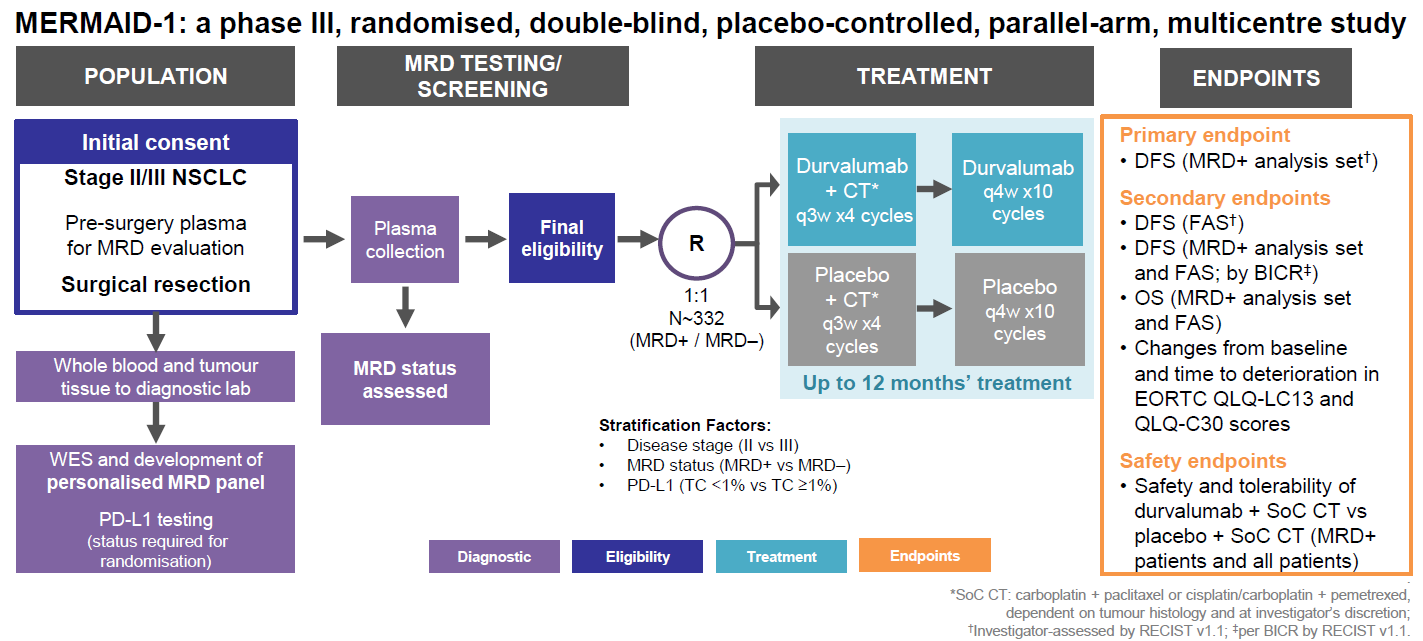 MERMAID-1: a phase III, randomised, double-blind, placebo-controlled, parallel-arm, multicentre study
POPULATION
Initial consent
Stage II/III NSCLC
Pre-surgery plasma
for MRD evaluation
Surgical resection
Whole blood and tumour
tissue to diagnostic lab
WES and development of
personalised MRD panel
PD-L1 testing
(status required for
randomisation)
MRD TESTING/
SCREENING
Plasma
collection
MRD status
assessed
Final
eligibility
R
1:1
N~332
(MRD+ / MRD–)
TREATMENT
Durvalumab
+ CT*
q3w x4 cycles
Durvalumab
q4w x10
cycles
Placebo
+ CT*
q3w x4
cycles
Placebo
q4w x10
cycles
Up to 12 months’ treatment
Stratification Factors:
• Disease stage (II vs III)
• MRD status (MRD+ vs MRD–)
• PD-L1 (TC <1% vs TC ≥1%)
Diagnostic
Eligibility
Treatment
Endpoints
ENDPOINTS
Primary endpoint
• DFS (MRD+ analysis set†)
Secondary endpoints
• DFS (FAS†)
• DFS (MRD+ analysis set
and FAS; by BICR‡)
• OS (MRD+ analysis set
and FAS)
• Changes from baseline
and time to deterioration in
EORTC QLQ-LC13 and
QLQ-C30 scores
Safety endpoints
• Safety and tolerability of
durvalumab + SoC CT vs
placebo + SoC CT (MRD+
patients and all patients)
*SoC CT: carboplatin + paclitaxel or cisplatin/carboplatin + pemetrexed,
dependent on tumour histology and at investigator's discretion;
†Investigator-assessed by RECIST v1.1; ‡per BICR by RECIST v1.1.